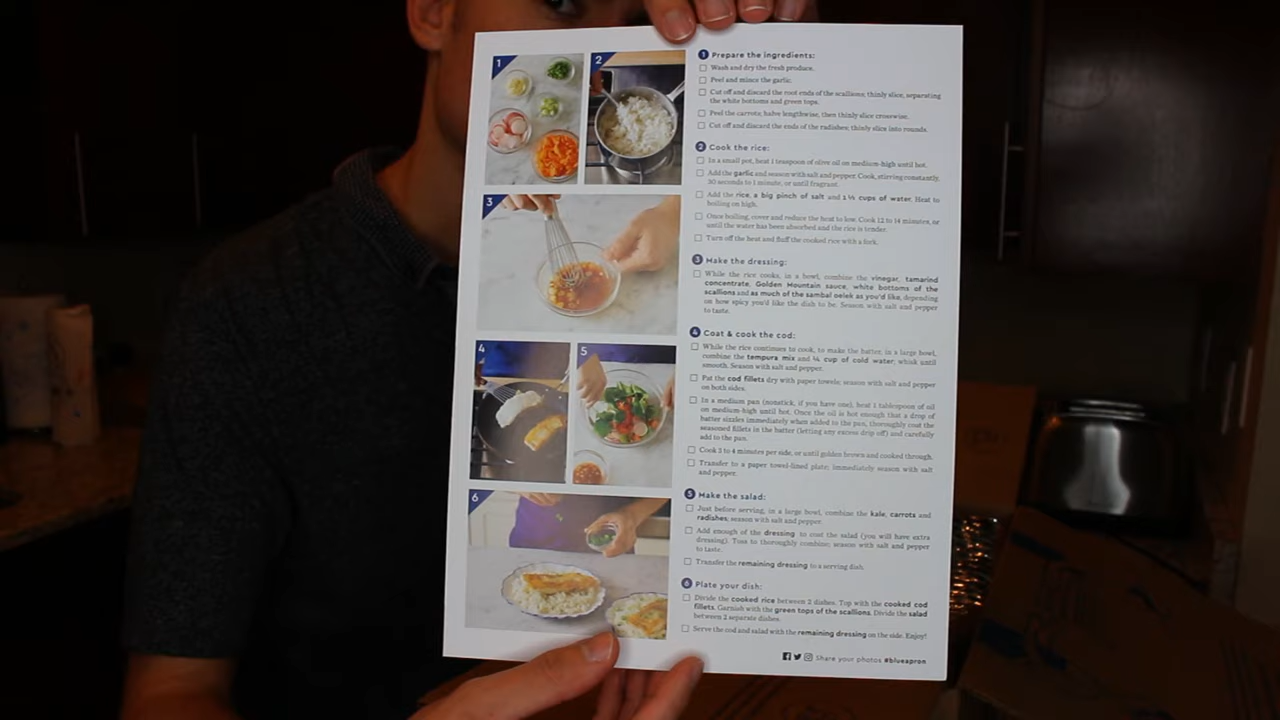 1
2
3
4
5
6
1 Prepare the ingredients:
Wash and dry the fresh produce.
Peel and mince the garlic.
Cut off and discard the root ends of the scallions; thinly slice, separating
the white bottoms and green tops.
Peel the carrots; halve lengthwise, then thinly slice crosswise.
Cut off and discard the ends of the radishes; thinly slice into rounds.
2 Cook the rice:
In a small pot, heat 1 teaspoon of olive oil on medium-high until hot.
Add the garlic and season with salt and pepper. Cook, stirring constantly,
30 seconds to 1 minute, or until fragrant.
Add the rice, a big pinch of salt and cups of water. Heat to
boiling on high.
Once boiling, cover and reduce the heat to low. Cook 12 to 14 minutes, or
until the water has been absorbed and the rice is tender.
Turn off the heat and fluff the cooked rice with a fork.
3 Make the dressing:
While the rice cooks, in a bowl, combine the vinegar, tamarind
concentrate, Golden Mountain sauce, white bottoms of the
scallions and as much of the sambal oelek as you'd like, depending
on how spicy you'd like the dish to be. Season with salt and pepper
to taste.
4 Coat & cook the cod:
While the rice continues to cook, to make the batter, in a large bowl,
combine the tempura mix and ¼ cup of cold water; whisk until
smooth. Season with salt and pepper.
Pat the cod fillets dry with paper towels; season with salt and pepper
on both sides.
In a medium pan (nonstick, if you have one), heat 1 tablespoon of oil
on medium-high until hot. Once the oil is hot enough that a drop of
batter sizzles immediately when added to the pan, thoroughly coat the
seasoned fillets in the batter (letting any excess drip off) and carefully
add to the pan.
Cook 3 to 4 minutes per side, or until golden brown and cooked through.
Transfer to a paper towel-lined plate; immediately season with salt
and pepper.
5 Make the salad:
Just before serving, in a large bowl, combine the kale, carrots and
radishes; season with salt and pepper.
Add enough of the dressing to coat the salad (you will have extra
dressing). Toss to thoroughly combine; season with salt and pepper
to taste.
Transfer the remaining dressing to a serving dish.
6 Plate your dish:
Divide the cooked rice between 2 dishes. Top with the cooked cod
fillets. Garnish with the green tops of the scallions. Divide the salad
between 2 separate dishes.
Serve the cod and salad with the remaining dressing on the side. Enjoy!
Share your photos #blueapron